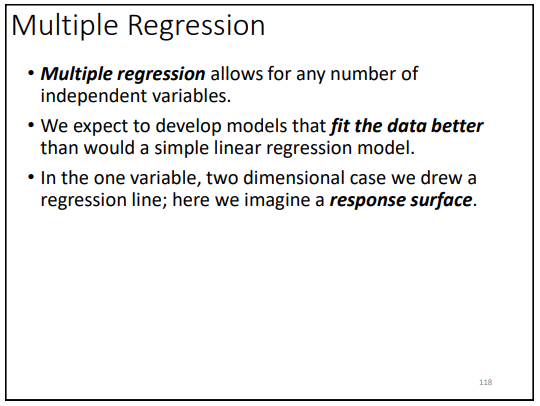 Multiple Regression
• Multiple regression allows for any number of
independent variables.
• We expect to develop models that fit the data better
than would a simple linear regression model.
• In the one variable, two dimensional case we drew a
regression line; here we imagine a response surface.
118